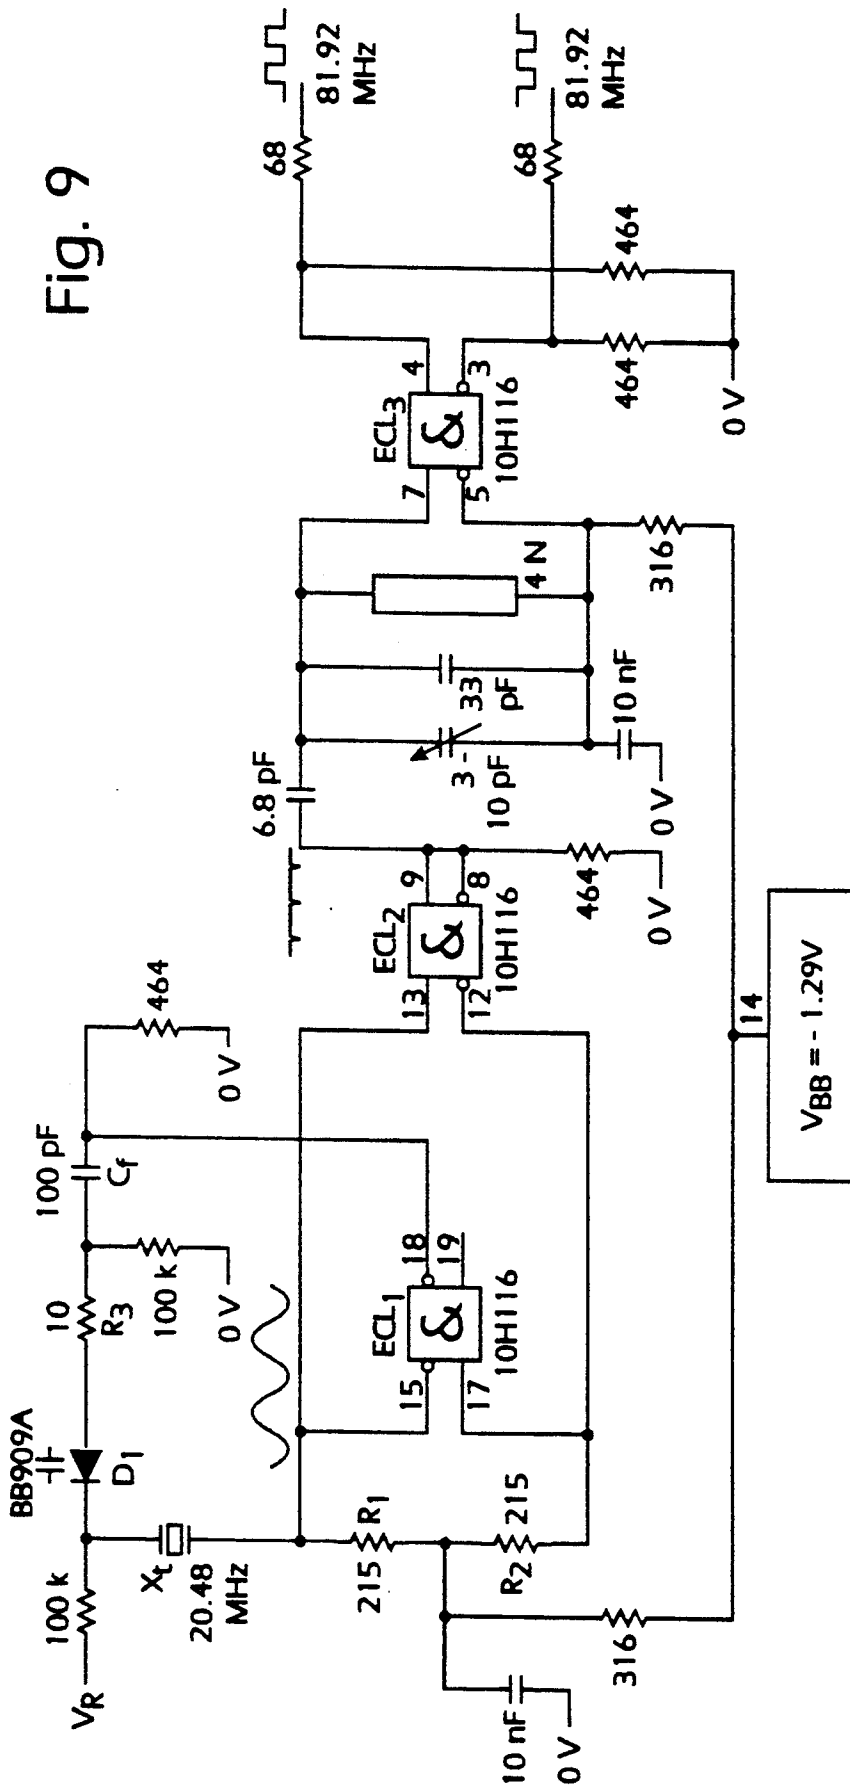 Fig. 9
BB909A
100 k
V_R
D1
10
R3
100 pF
Cf
464
0 V
100 k
0 V
Xt
20.48
MHz
R1
215
215
R2
10 nF
0 V
316
15
17
ECL1
&
10H116
18
19
13
12
ECL2
&
10H116
9
8
464
0 V
6.8 pF
3 -
10 pF
33
pF
4 N
10 nF
0 V
316
7
5
ECL3
&
10H116
4
3
68
81.92
MHz
68
81.92
MHz
464
464
0 V
14
VBB = - 1.29V